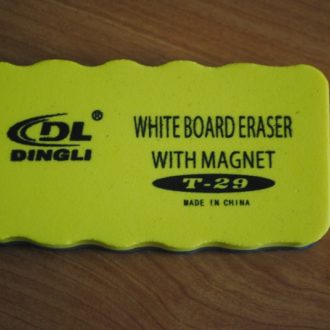 DL®
DINGLI
WHITE BOARD ERASER
WITH MAGNET
T-29
MADE IN CHINA